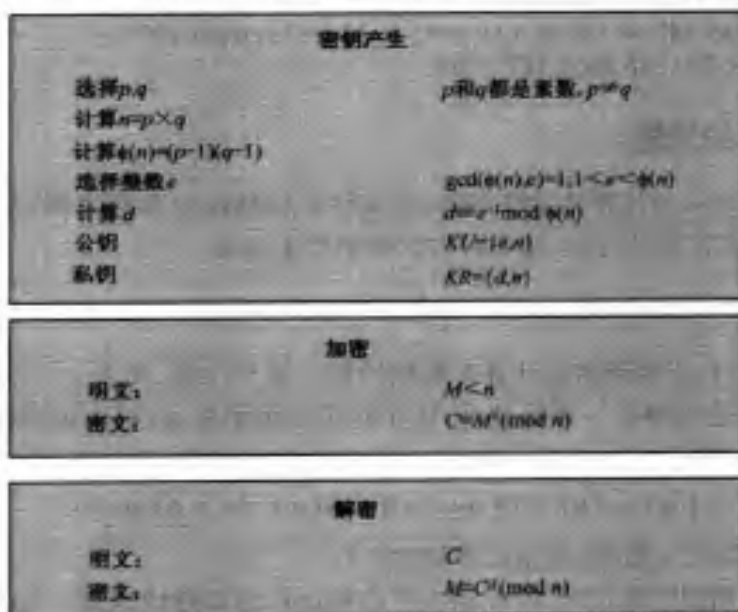 密钥产生
选择p,q p和q都是素数, p≠q
计算n=p×q
计算φ(n)=(p-1)(q-1)
选择整数e gcd(φ(n),e)=1;1<e<φ(n)
计算d d=e⁻¹mod φ(n)
公钥 KU={e,n}
私钥 KR={d,n}
加密
明文: M<n
密文: C=Mᵉ(mod n)
解密
明文: C
密文: M=Cᵈ(mod n)